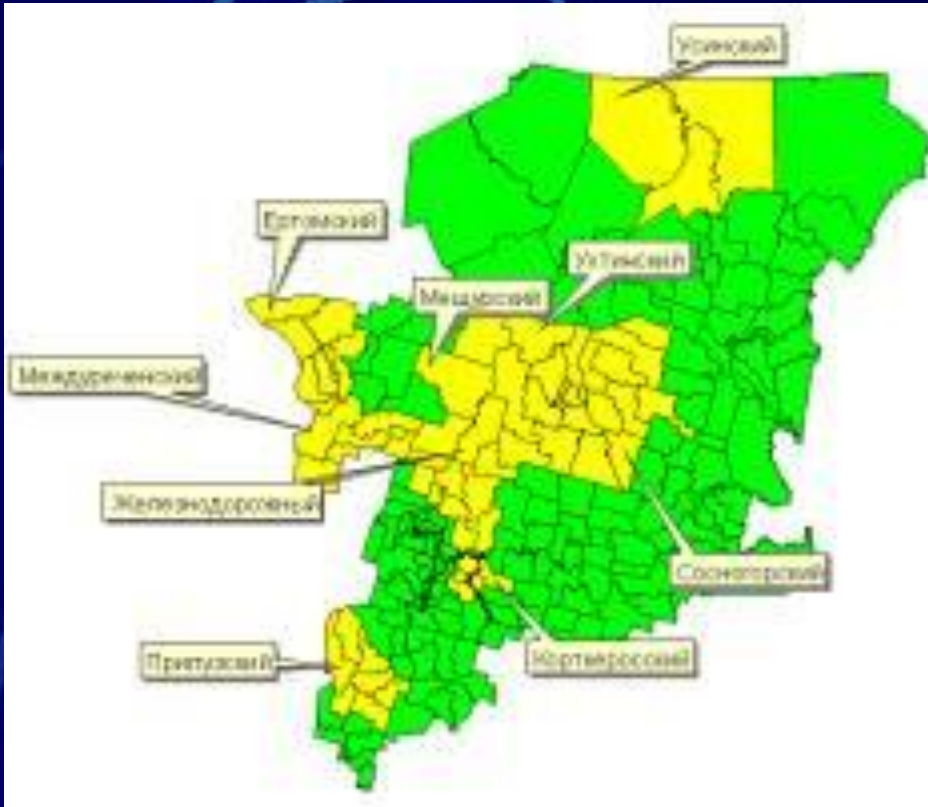 Усинский
Ертомский
Ухтинский
Мещурский
Междуреченский
Железнодорожный
Сосногорский
Прилузский
Корткеросский